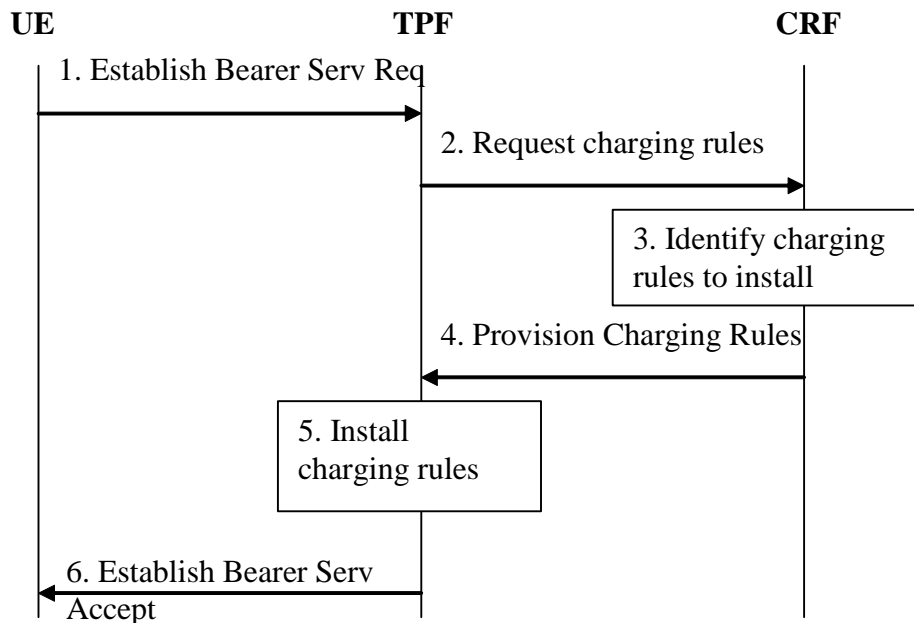 UE TPF CRF
1. Establish Bearer Serv Req
2. Request charging rules
3. Identify charging
rules to install
4. Provision Charging Rules
5. Install
charging rules
6. Establish Bearer Serv
Accept